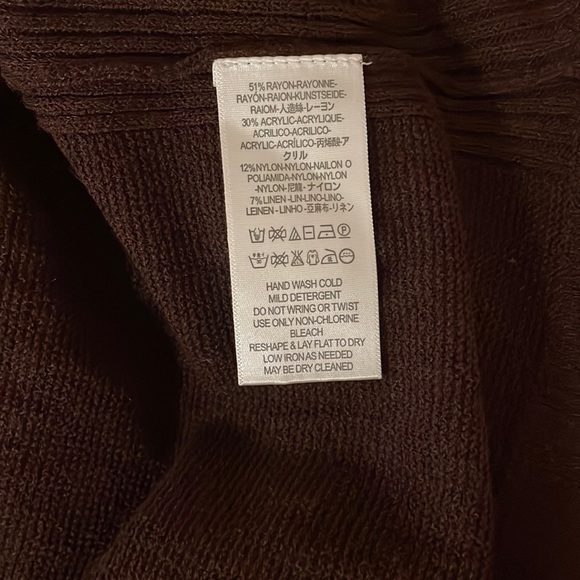 51% RAYON-RAYONNE-
RAYÓN-RAION-KUNSTSEIDE-
RAIOM-人造絲-レーヨン
30% ACRYLIC-ACRYLIQUE-
ACRILICO-ACRILICO-
ACRYLIC-ACRÍLICO-丙烯酸-ア
クリル
12%NYLON-NYLON-NAILON O
POLIAMIDA-NYLON-NYLON
-NYLON-尼龍- ナイロン
7% LINEN-LIN-LINO-LINO-
LEINEN - LINHO -亚麻布-リネン
HAND WASH COLD
MILD DETERGENT
DO NOT WRING OR TWIST
USE ONLY NON-CHLORINE
BLEACH
RESHAPE & LAY FLAT TO DRY
LOW IRON AS NEEDED
MAY BE DRY CLEANED